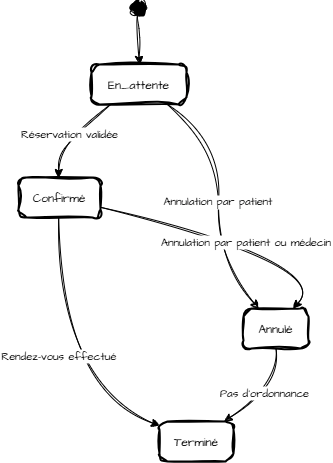 En_attente
Réservation validée
Confirmé
Annulation par patient
Annulation par patient ou médecin
Annulé
Rendez-vous effectué
Pas d'ordonnance
Terminé